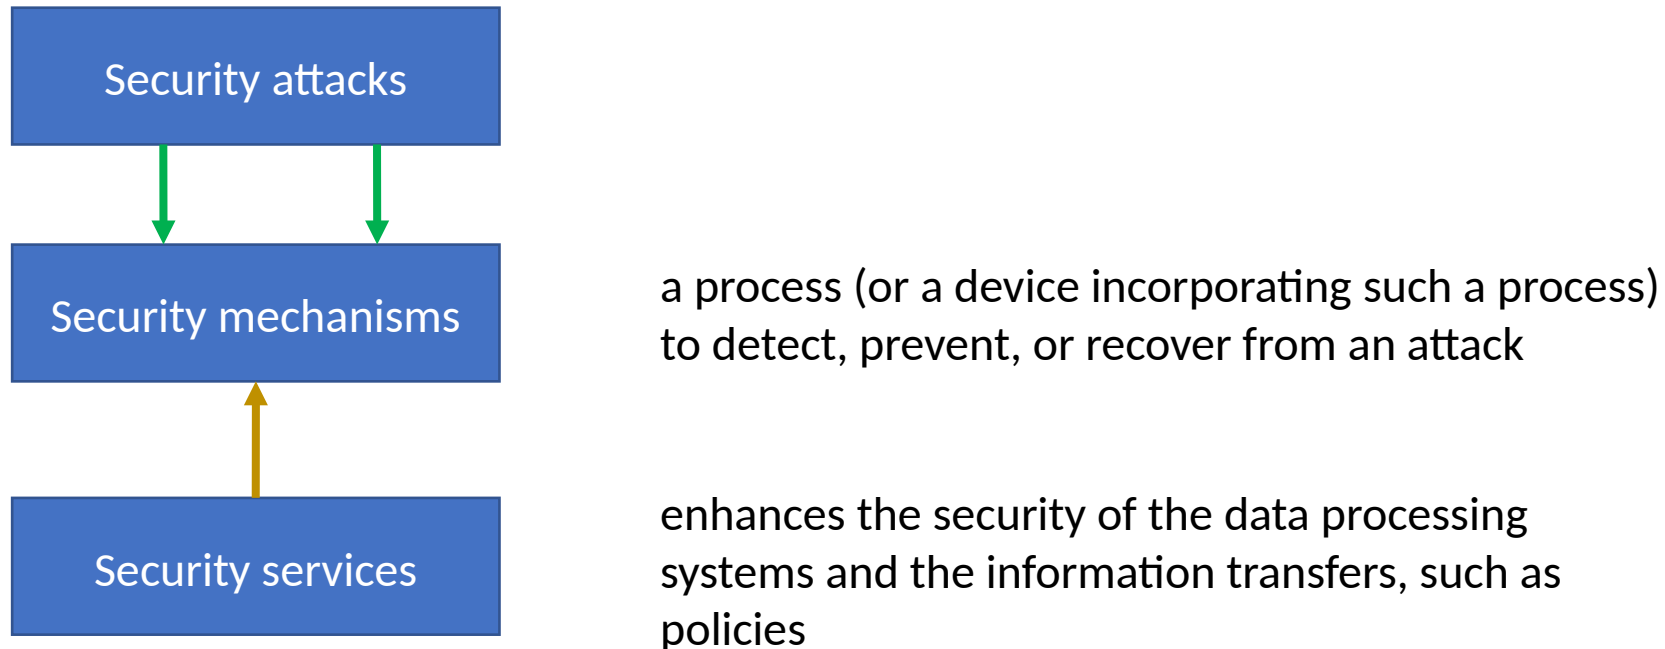 Security attacks
Security mechanisms
a process (or a device incorporating such a process)
to detect, prevent, or recover from an attack
Security services
enhances the security of the data processing
systems and the information transfers, such as
policies